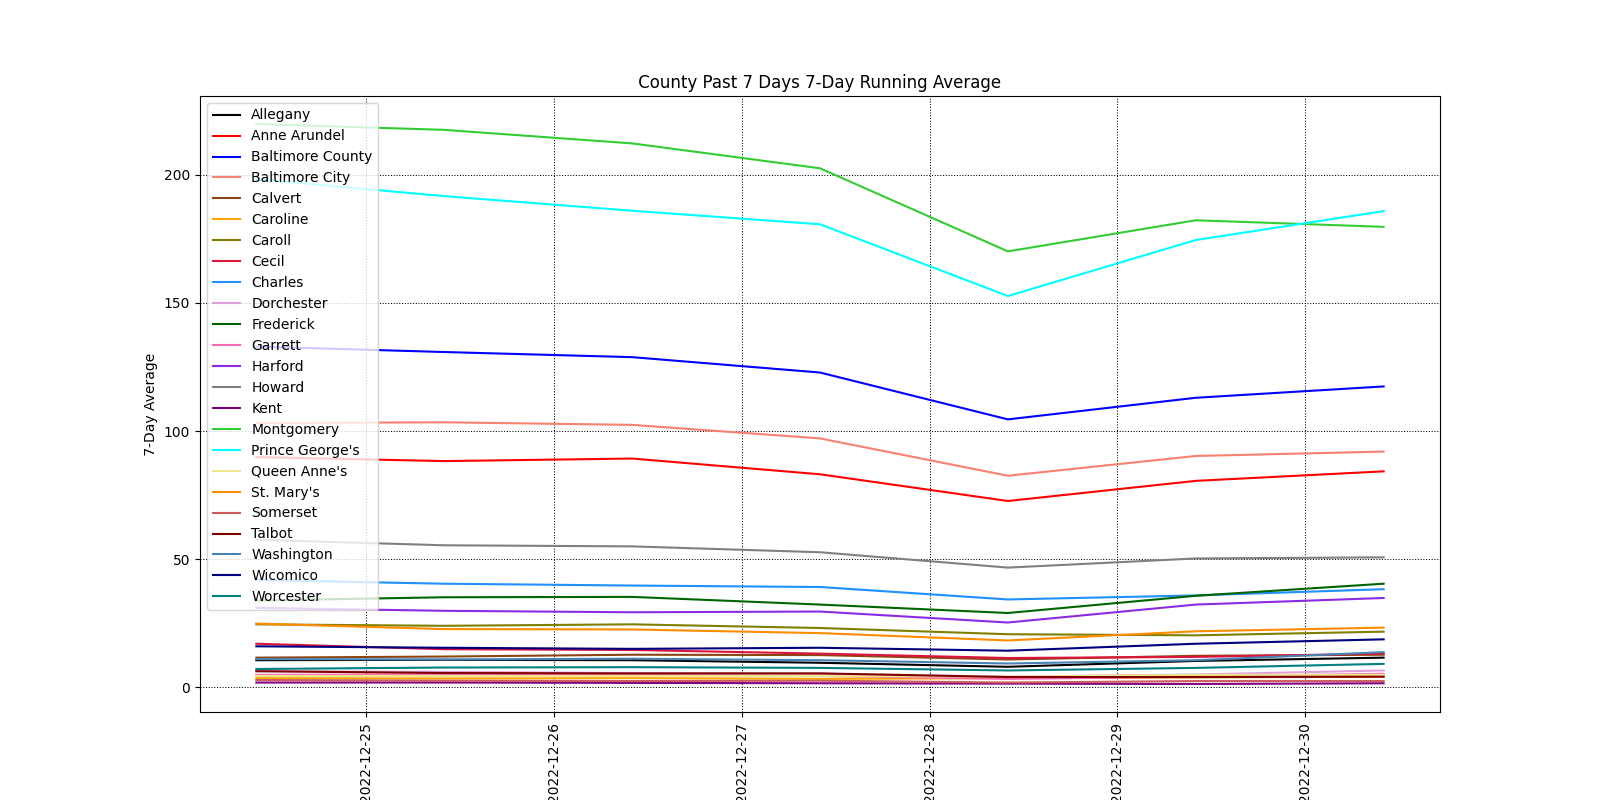 County Past 7 Days 7-Day Running Average
Allegany
Anne Arundel
Baltimore County
Baltimore City
Calvert
Caroline
Caroll
Cecil
Charles
Dorchester
Frederick
Garrett
Harford
Howard
Kent
Montgomery
Prince George's
Queen Anne's
St. Mary's
Somerset
Talbot
Washington
Wicomico
Worcester
7-Day Average
200
150
100
50
0
2022-12-25
2022-12-26
2022-12-27
2022-12-28
2022-12-29
2022-12-30